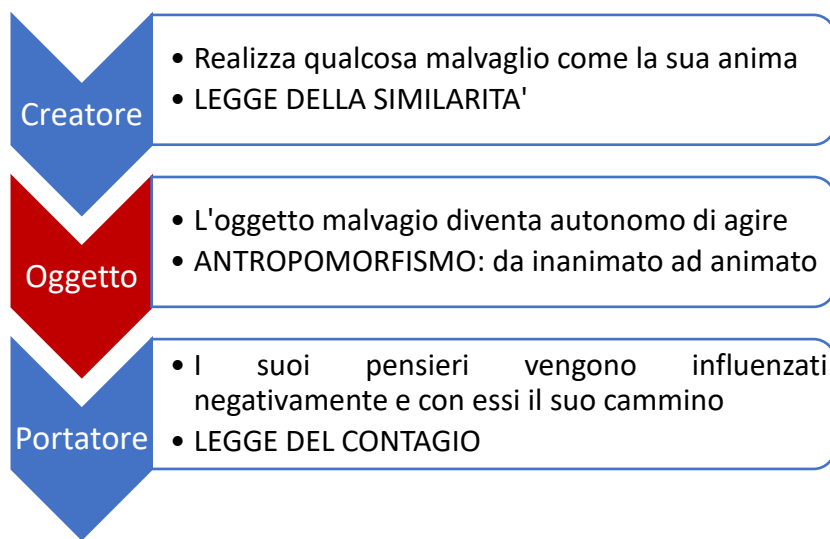 Creatore
• Realizza qualcosa malvaglio come la sua anima
• LEGGE DELLA SIMILARITA'
Oggetto
• L'oggetto malvagio diventa autonomo di agire
• ANTROPOMORFISMO: da inanimato ad animato
Portatore
• I suoi pensieri vengono influenzati
negativamente e con essi il suo cammino
• LEGGE DEL CONTAGIO